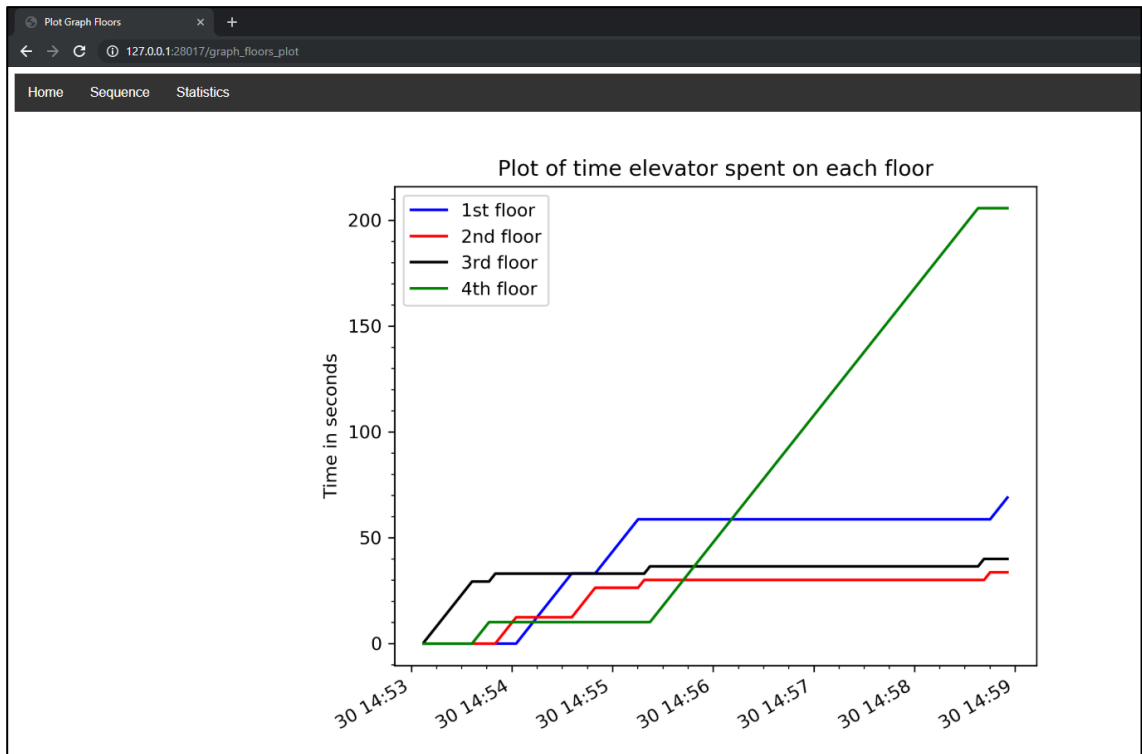 Plot Graph Floors
127.0.0.1:28017/graph_floors_plot
Home Sequence Statistics
Plot of time elevator spent on each floor
1st floor
2nd floor
3rd floor
4th floor
Time in seconds
200
150
100
50
0
30 14:53
30 14:54
30 14:55
30 14:56
30 14:57
30 14:58
30 14:59